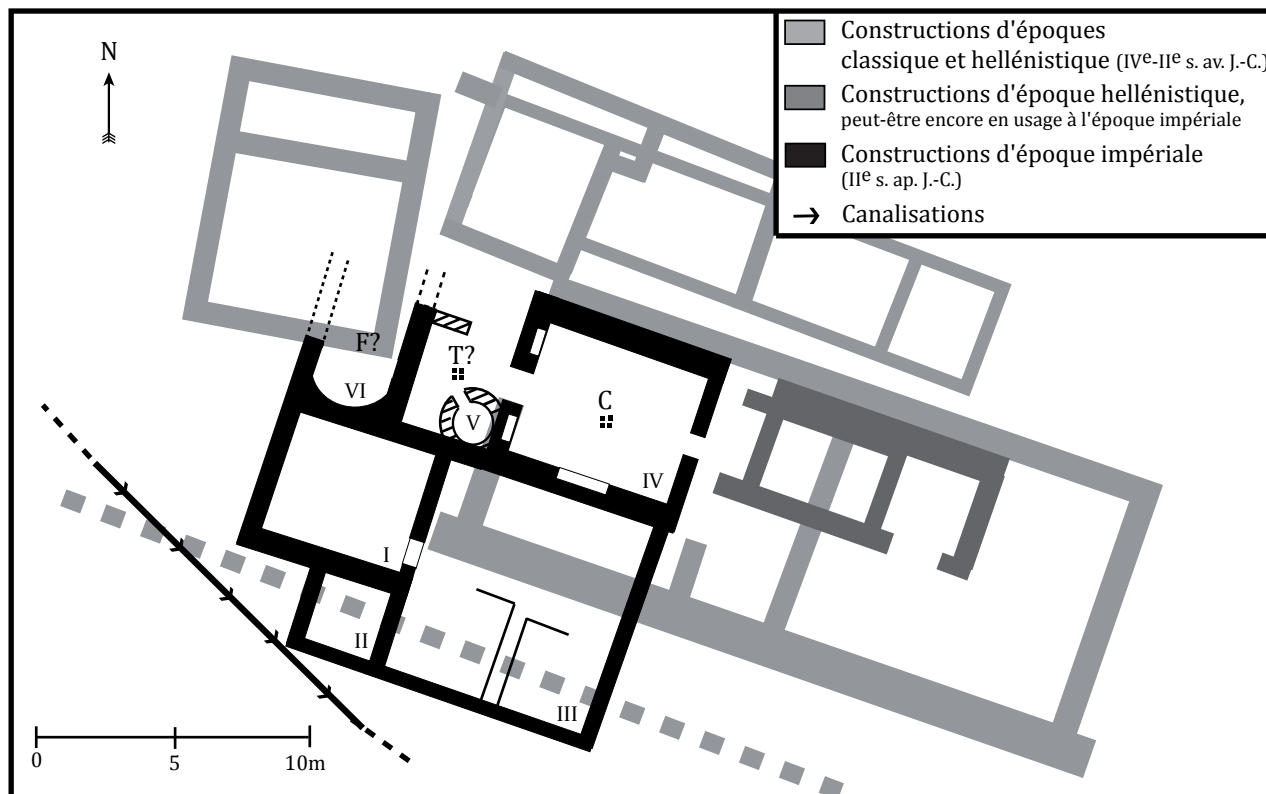 Constructions d'époques
classique et hellénistique (IVe-IIe s. av. J.-C.)
Constructions d'époque hellénistique,
peut-être encore en usage à l'époque impériale
Constructions d'époque impériale
(IIe s. ap. J.-C.)
Canalisations
N
F?
T?
VI
C
V
IV
I
II
III
0 5 10m